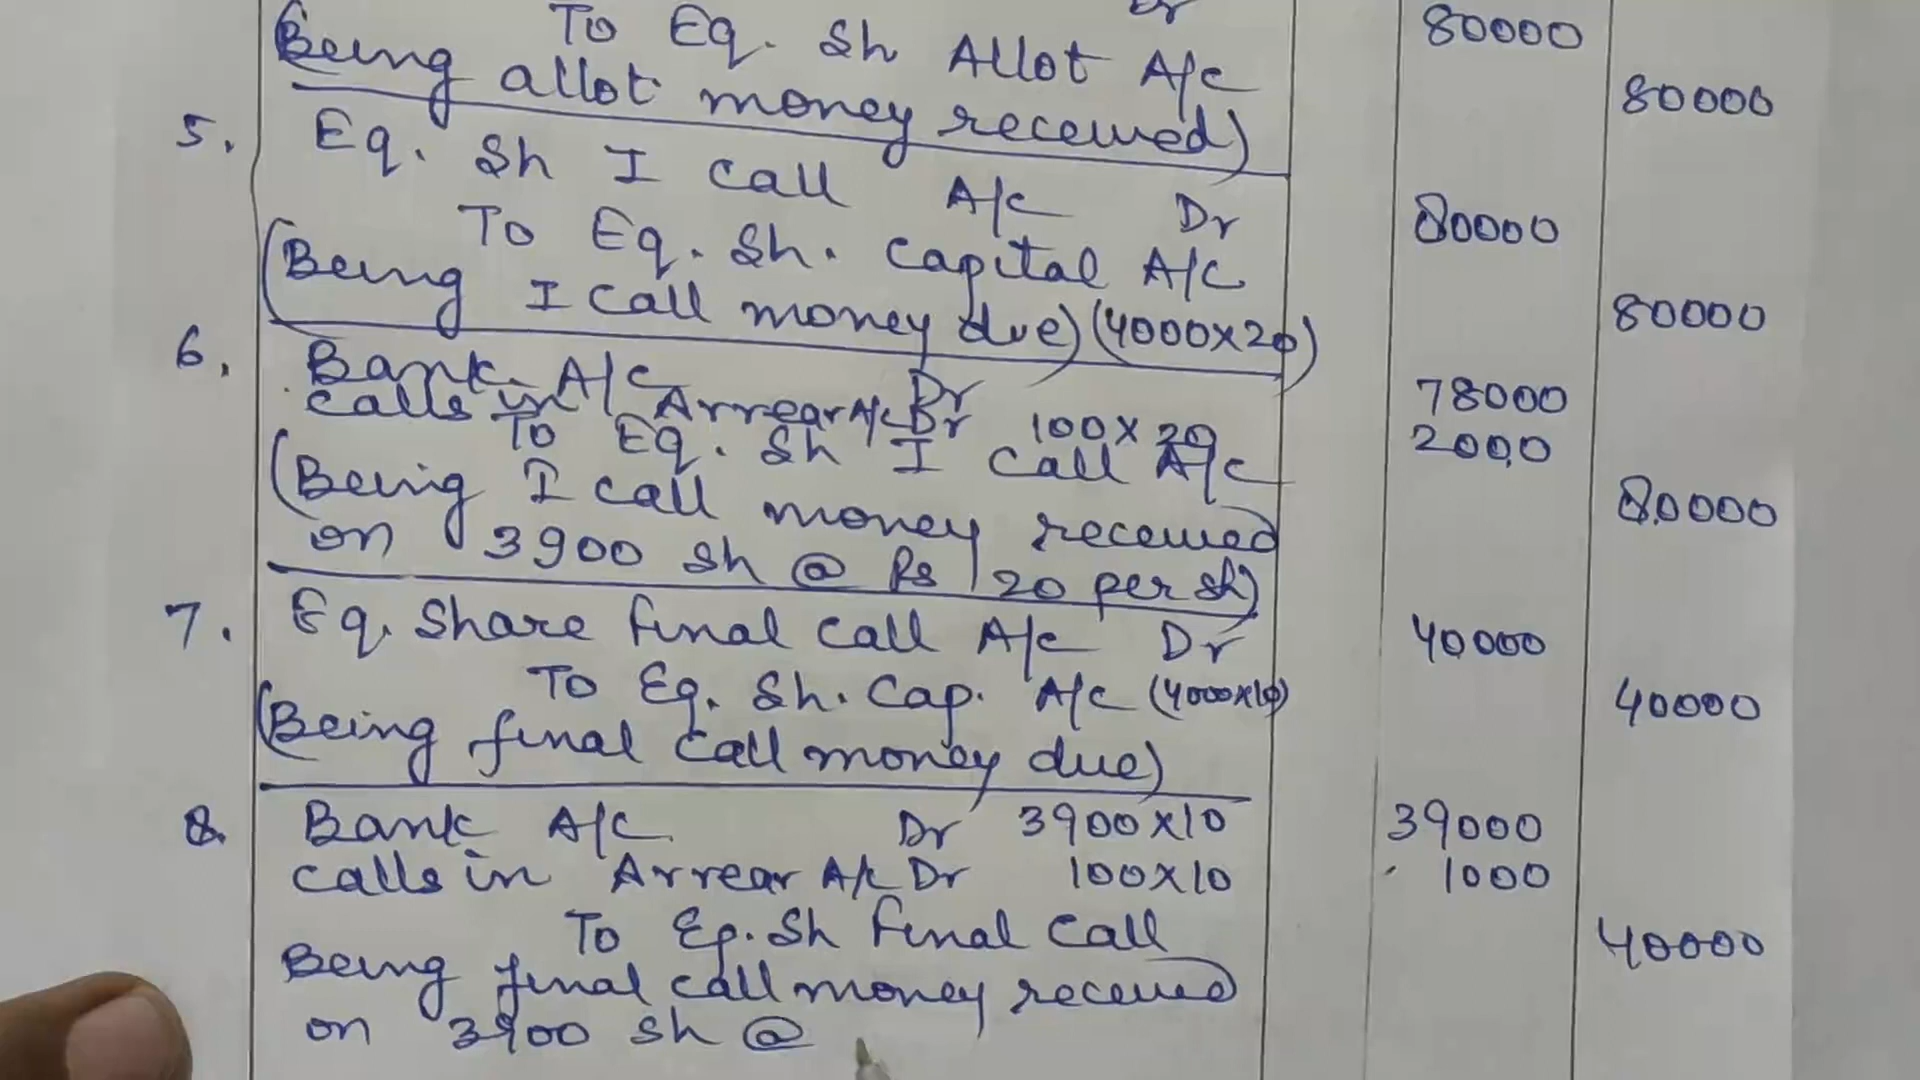 Dr 80000
To Eq. Sh Allot A/c 80000
(Being allot money received)
5. Eq. Sh I call A/c Dr 80000
To Eq. Sh. Capital A/c 80000
(Being I call money due) (4000x20)
6. Bank A/c Dr 78000
calls in Arrear A/c Dr 100x20 2000
To Eq. Sh I call A/c 80000
(Being I call money received
on 3900 sh @ Rs 20 per sh)
7. Eq. Share final call A/c Dr 40000
To Eq. Sh. Cap. A/c (4000x10) 40000
(Being final call money due)
8. Bank A/c. Dr 3900x10 39000
calls in Arrear A/c Dr 100x10 1000
To Eq. Sh final call 40000
Being final call money received
on 3900 sh @